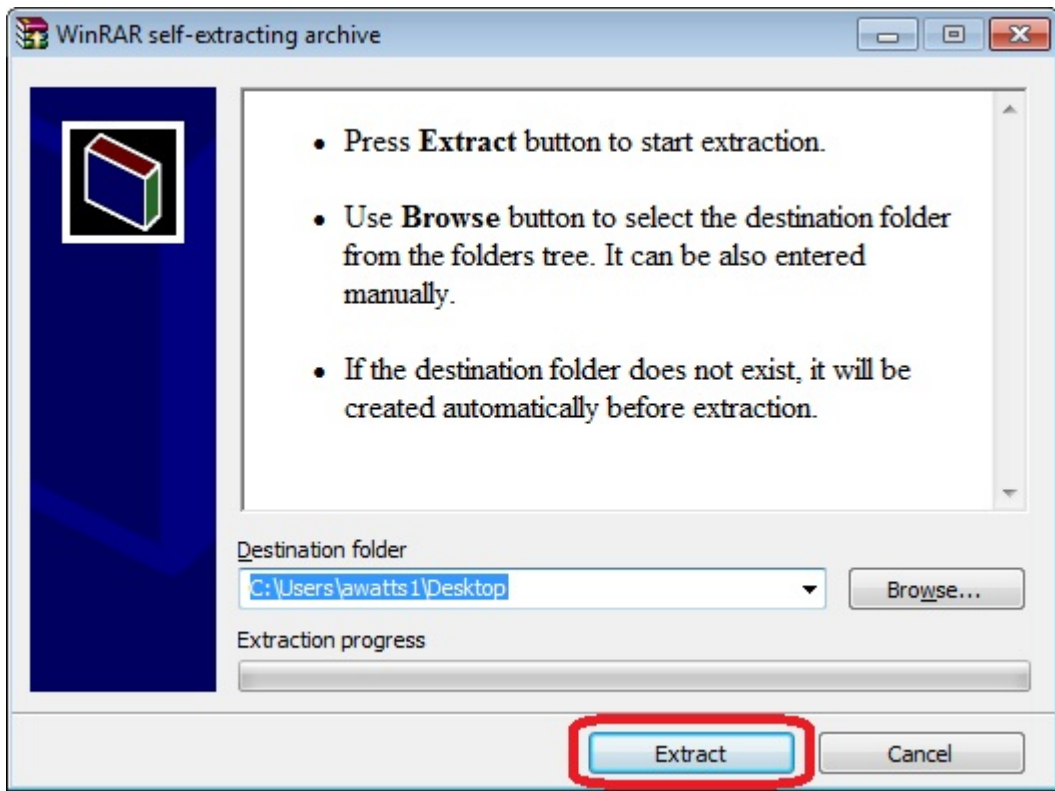 WinRAR self-extracting archive
• Press Extract button to start extraction.
• Use Browse button to select the destination folder
from the folders tree. It can be also entered
manually.
• If the destination folder does not exist, it will be
created automatically before extraction.
Destination folder
C:\Users\awatts1\Desktop
Browse...
Extraction progress
Extract
Cancel